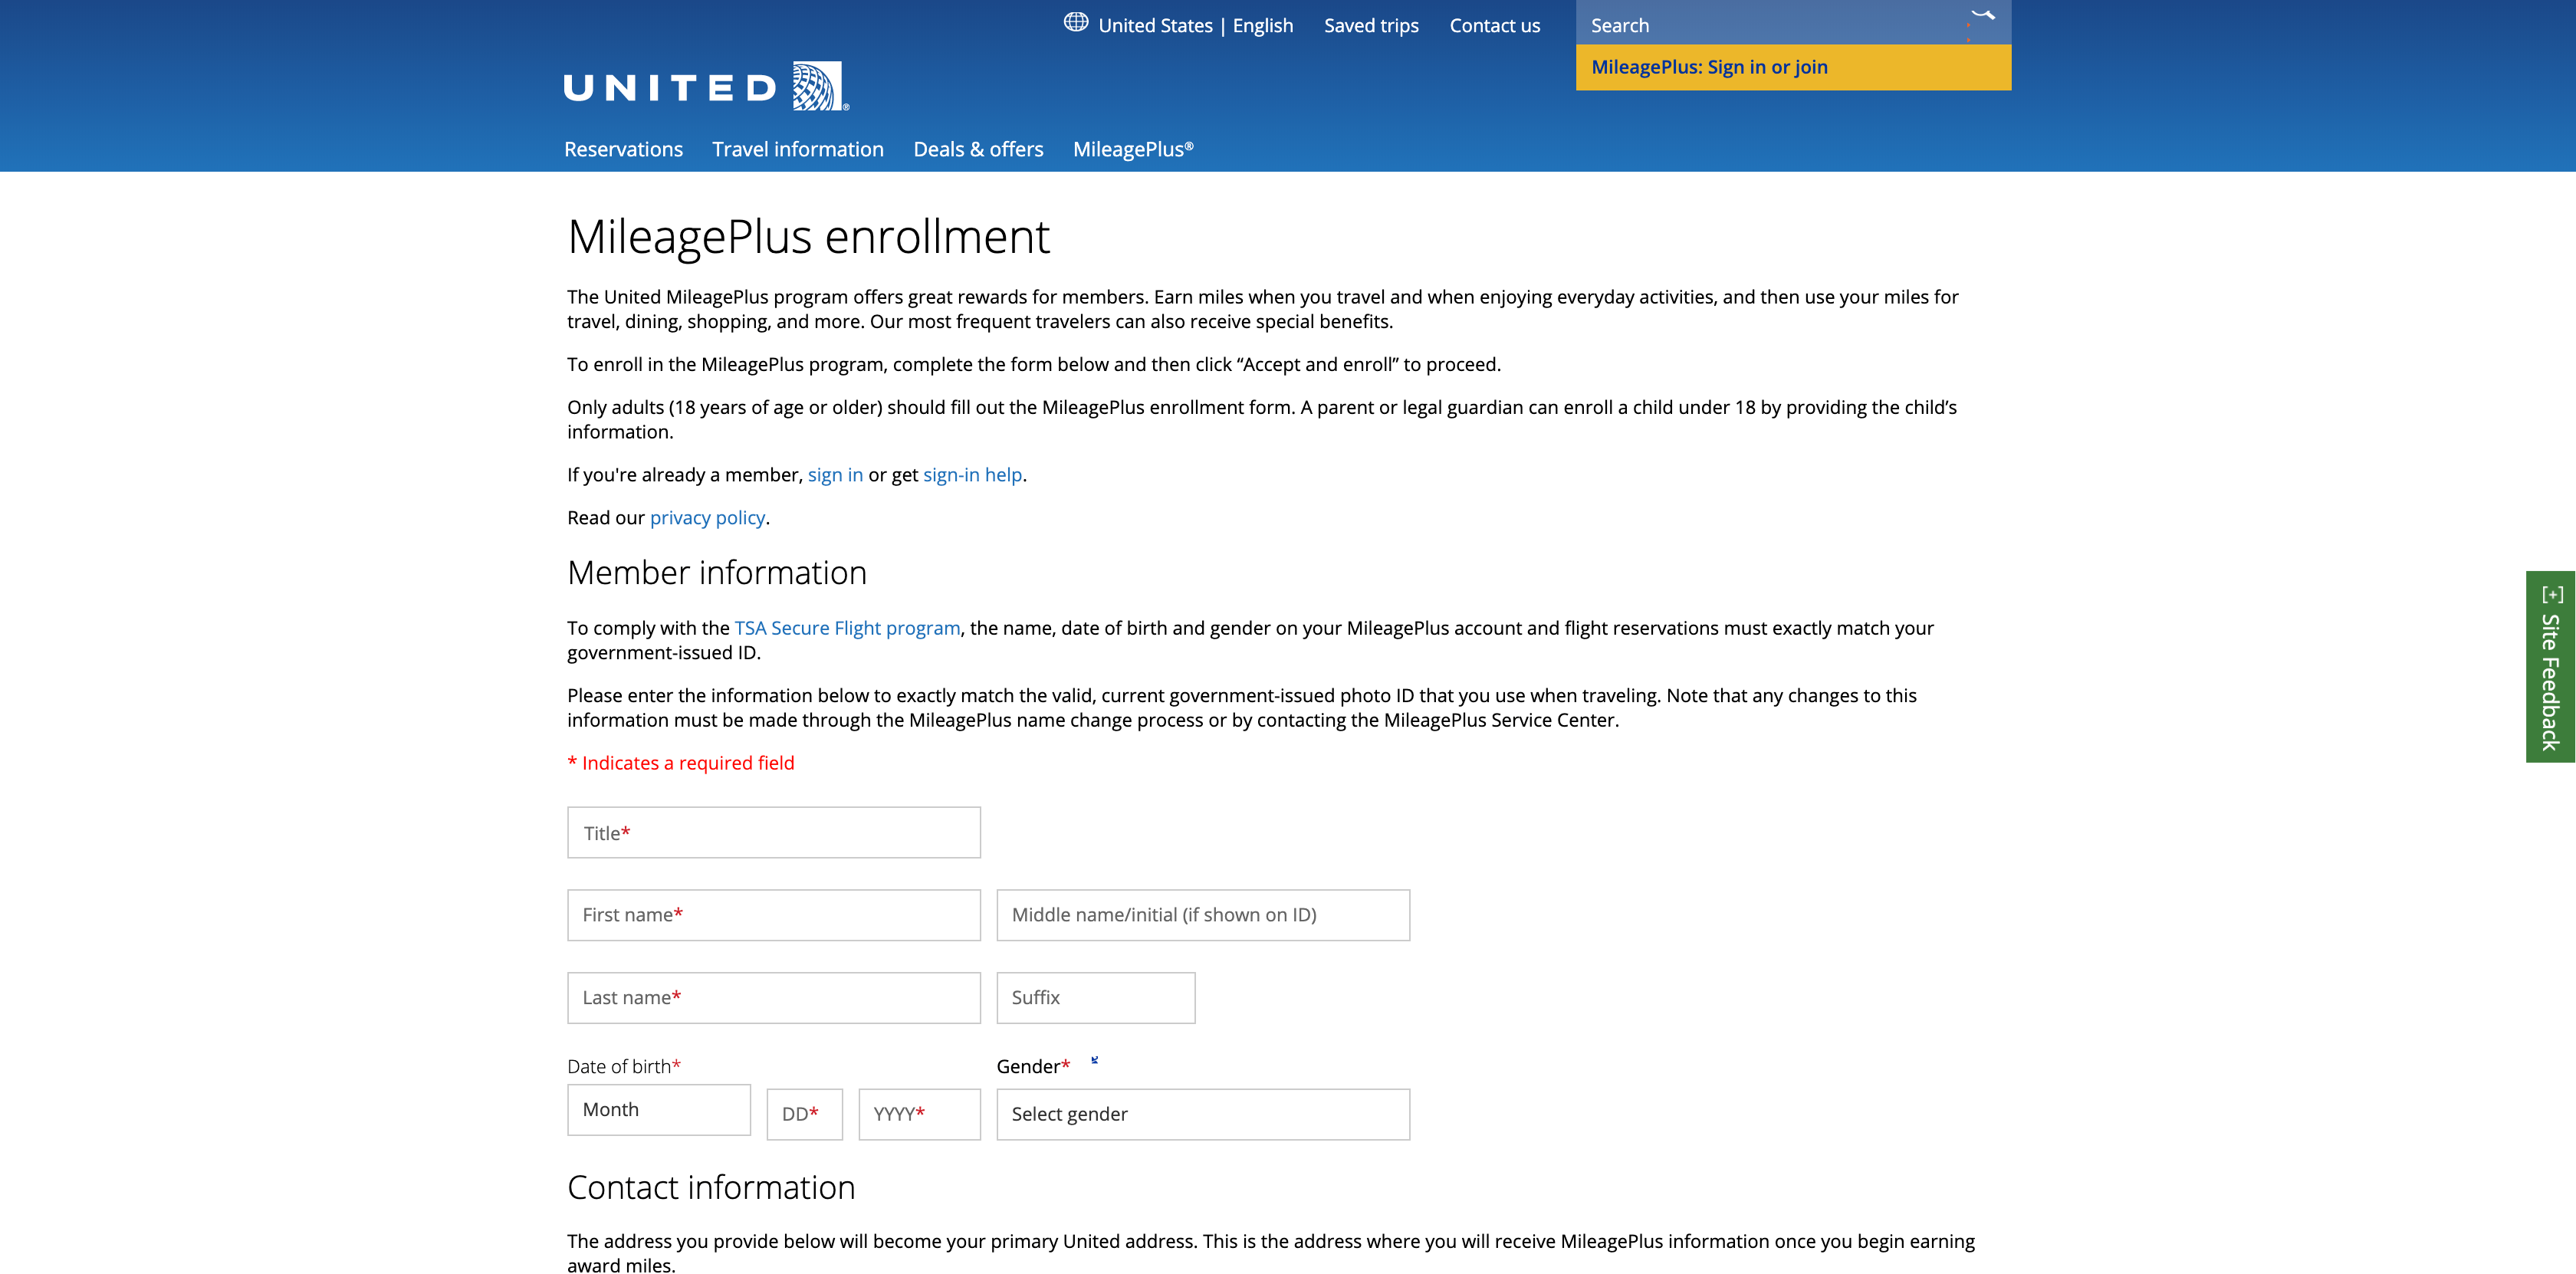 United States | English
Saved trips
Contact us
Search
MileagePlus: Sign in or join
UNITED ®
Reservations
Travel information
Deals & offers
MileagePlus®
MileagePlus enrollment
The United MileagePlus program offers great rewards for members. Earn miles when you travel and when enjoying everyday activities, and then use your miles for
travel, dining, shopping, and more. Our most frequent travelers can also receive special benefits.
To enroll in the MileagePlus program, complete the form below and then click “Accept and enroll” to proceed.
Only adults (18 years of age or older) should fill out the MileagePlus enrollment form. A parent or legal guardian can enroll a child under 18 by providing the child’s
information.
If you're already a member, sign in or get sign-in help.
Read our privacy policy.
Member information
To comply with the TSA Secure Flight program, the name, date of birth and gender on your MileagePlus account and flight reservations must exactly match your
government-issued ID.
Please enter the information below to exactly match the valid, current government-issued photo ID that you use when traveling. Note that any changes to this
information must be made through the MileagePlus name change process or by contacting the MileagePlus Service Center.
* Indicates a required field
Title*
First name*
Middle name/initial (if shown on ID)
Last name*
Suffix
Date of birth*
Gender*
Month
DD*
YYYY*
Select gender
Contact information
The address you provide below will become your primary United address. This is the address where you will receive MileagePlus information once you begin earning
award miles.
[+] Site Feedback